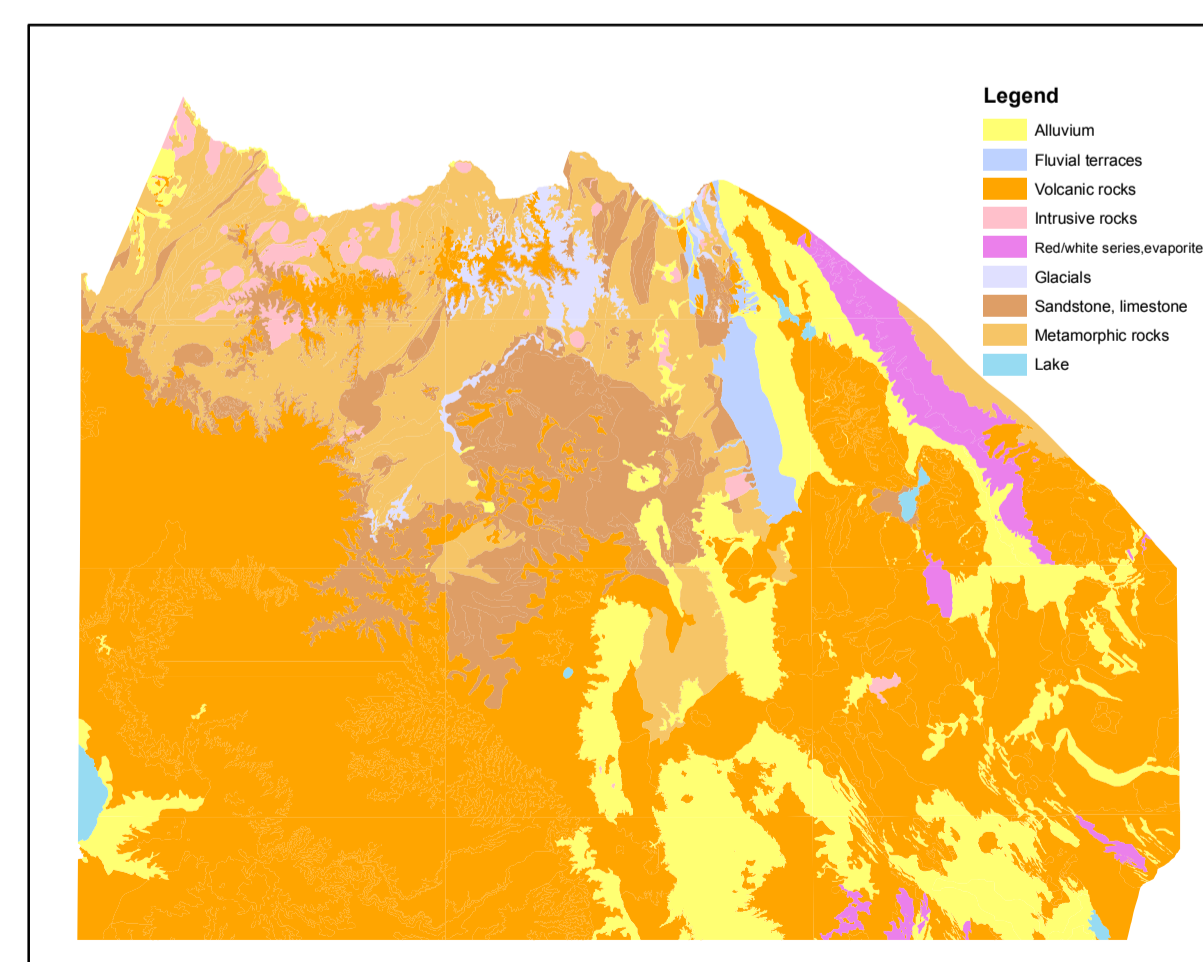 Legend
Alluvium
Fluvial terraces
Volcanic rocks
Intrusive rocks
Red/white series,evaporite
Glacials
Sandstone, limestone
Metamorphic rocks
Lake